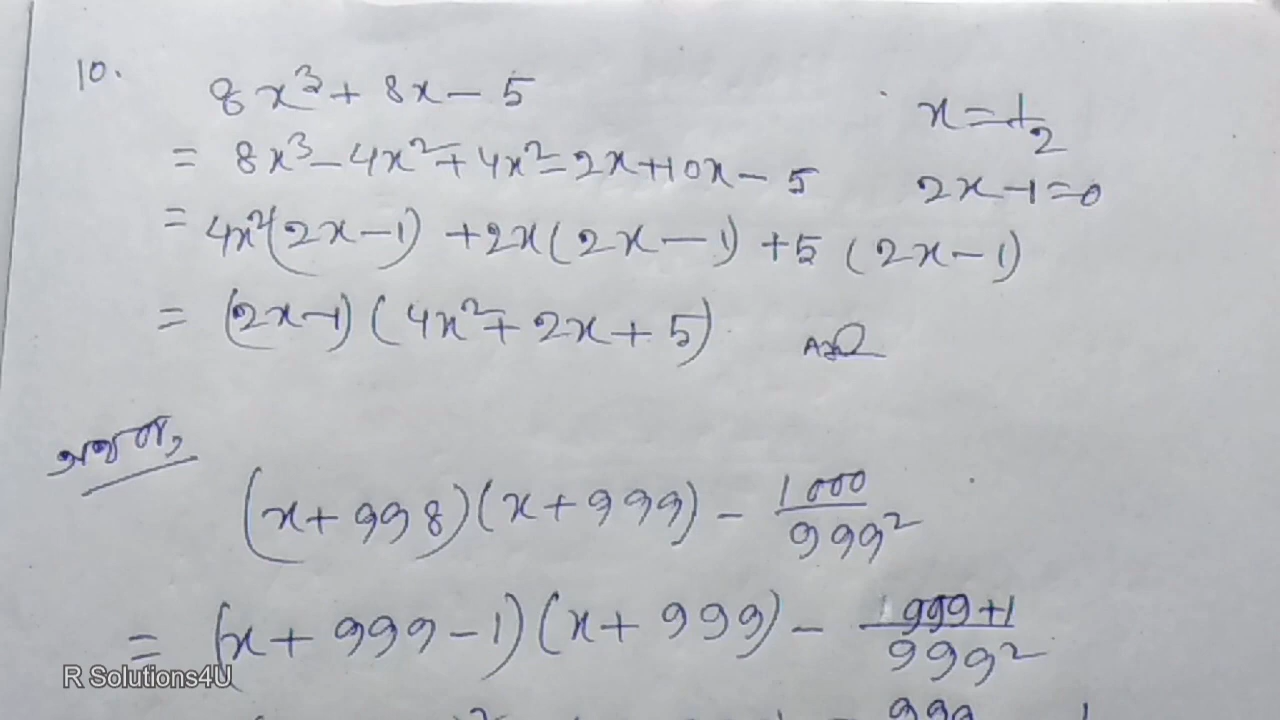 10.
8x³ + 8x - 5
x = 1/2
= 8x³ - 4x² + 4x² - 2x + 10x - 5
2x - 1 = 0
= 4x²(2x - 1) + 2x(2x - 1) + 5(2x - 1)
= (2x - 1)(4x² + 2x + 5) Ans
অথবা,
(x + 998)(x + 999) - 1000/999²
= (x + 999 - 1)(x + 999) - 999+1/999²
R Solutions4U